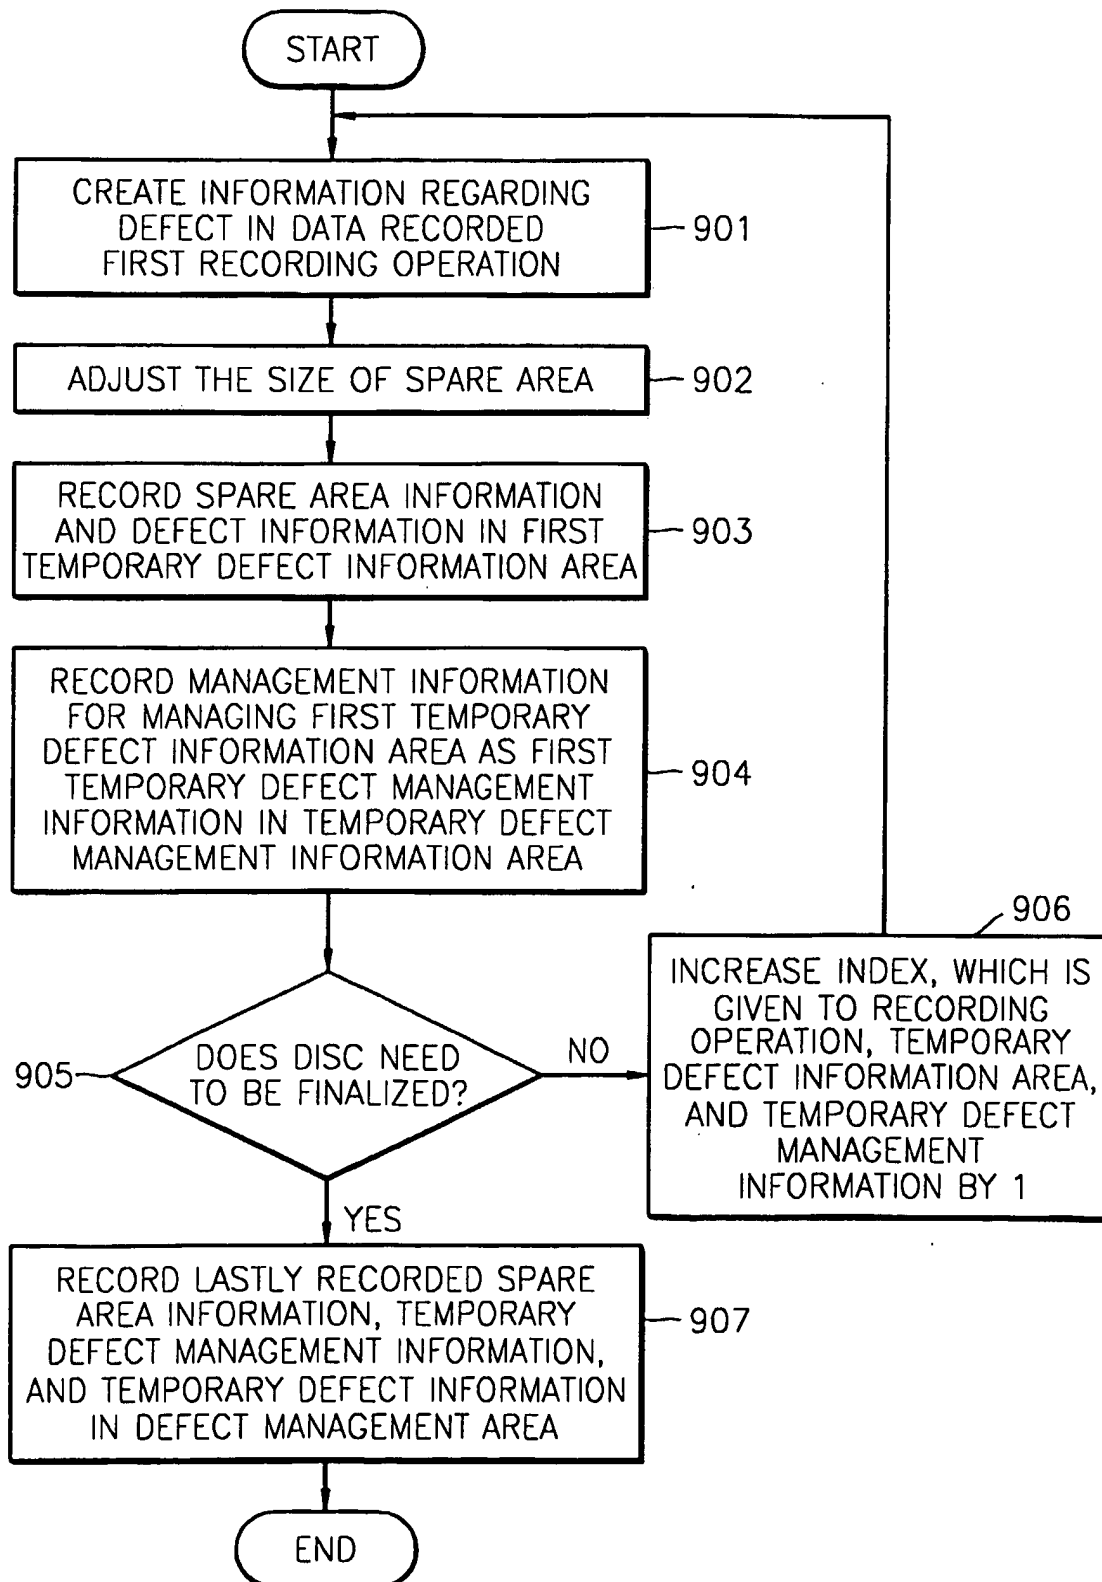 START
CREATE INFORMATION REGARDING
DEFECT IN DATA RECORDED
FIRST RECORDING OPERATION
901
ADJUST THE SIZE OF SPARE AREA
902
RECORD SPARE AREA INFORMATION
AND DEFECT INFORMATION IN FIRST
TEMPORARY DEFECT INFORMATION AREA
903
RECORD MANAGEMENT INFORMATION
FOR MANAGING FIRST TEMPORARY
DEFECT INFORMATION AREA AS FIRST
TEMPORARY DEFECT MANAGEMENT
INFORMATION IN TEMPORARY DEFECT
MANAGEMENT INFORMATION AREA
904
905
DOES DISC NEED
TO BE FINALIZED?
NO
906
INCREASE INDEX, WHICH IS
GIVEN TO RECORDING
OPERATION, TEMPORARY
DEFECT INFORMATION AREA,
AND TEMPORARY DEFECT
MANAGEMENT
INFORMATION BY 1
YES
RECORD LASTLY RECORDED SPARE
AREA INFORMATION, TEMPORARY
DEFECT MANAGEMENT INFORMATION,
AND TEMPORARY DEFECT INFORMATION
IN DEFECT MANAGEMENT AREA
907
END